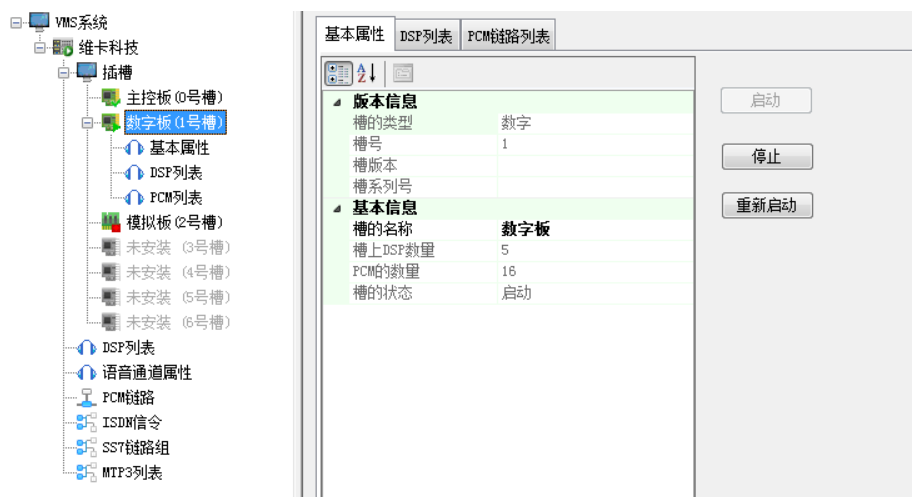 VMS系统
维卡科技
插槽
主控板(0号槽)
数字板(1号槽)
基本属性
DSP列表
PCM列表
模拟板(2号槽)
未安装 (3号槽)
未安装 (4号槽)
未安装 (5号槽)
未安装 (6号槽)
DSP列表
语音通道属性
PCM链路
ISDN信令
SS7链路组
MTP3列表
基本属性 DSP列表 PCM链路列表
版本信息
槽的类型 数字
槽号 1
槽版本
槽系列号
基本信息
槽的名称 数字板
槽上DSP数量 5
PCM的数量 16
槽的状态 启动
启动
停止
重新启动